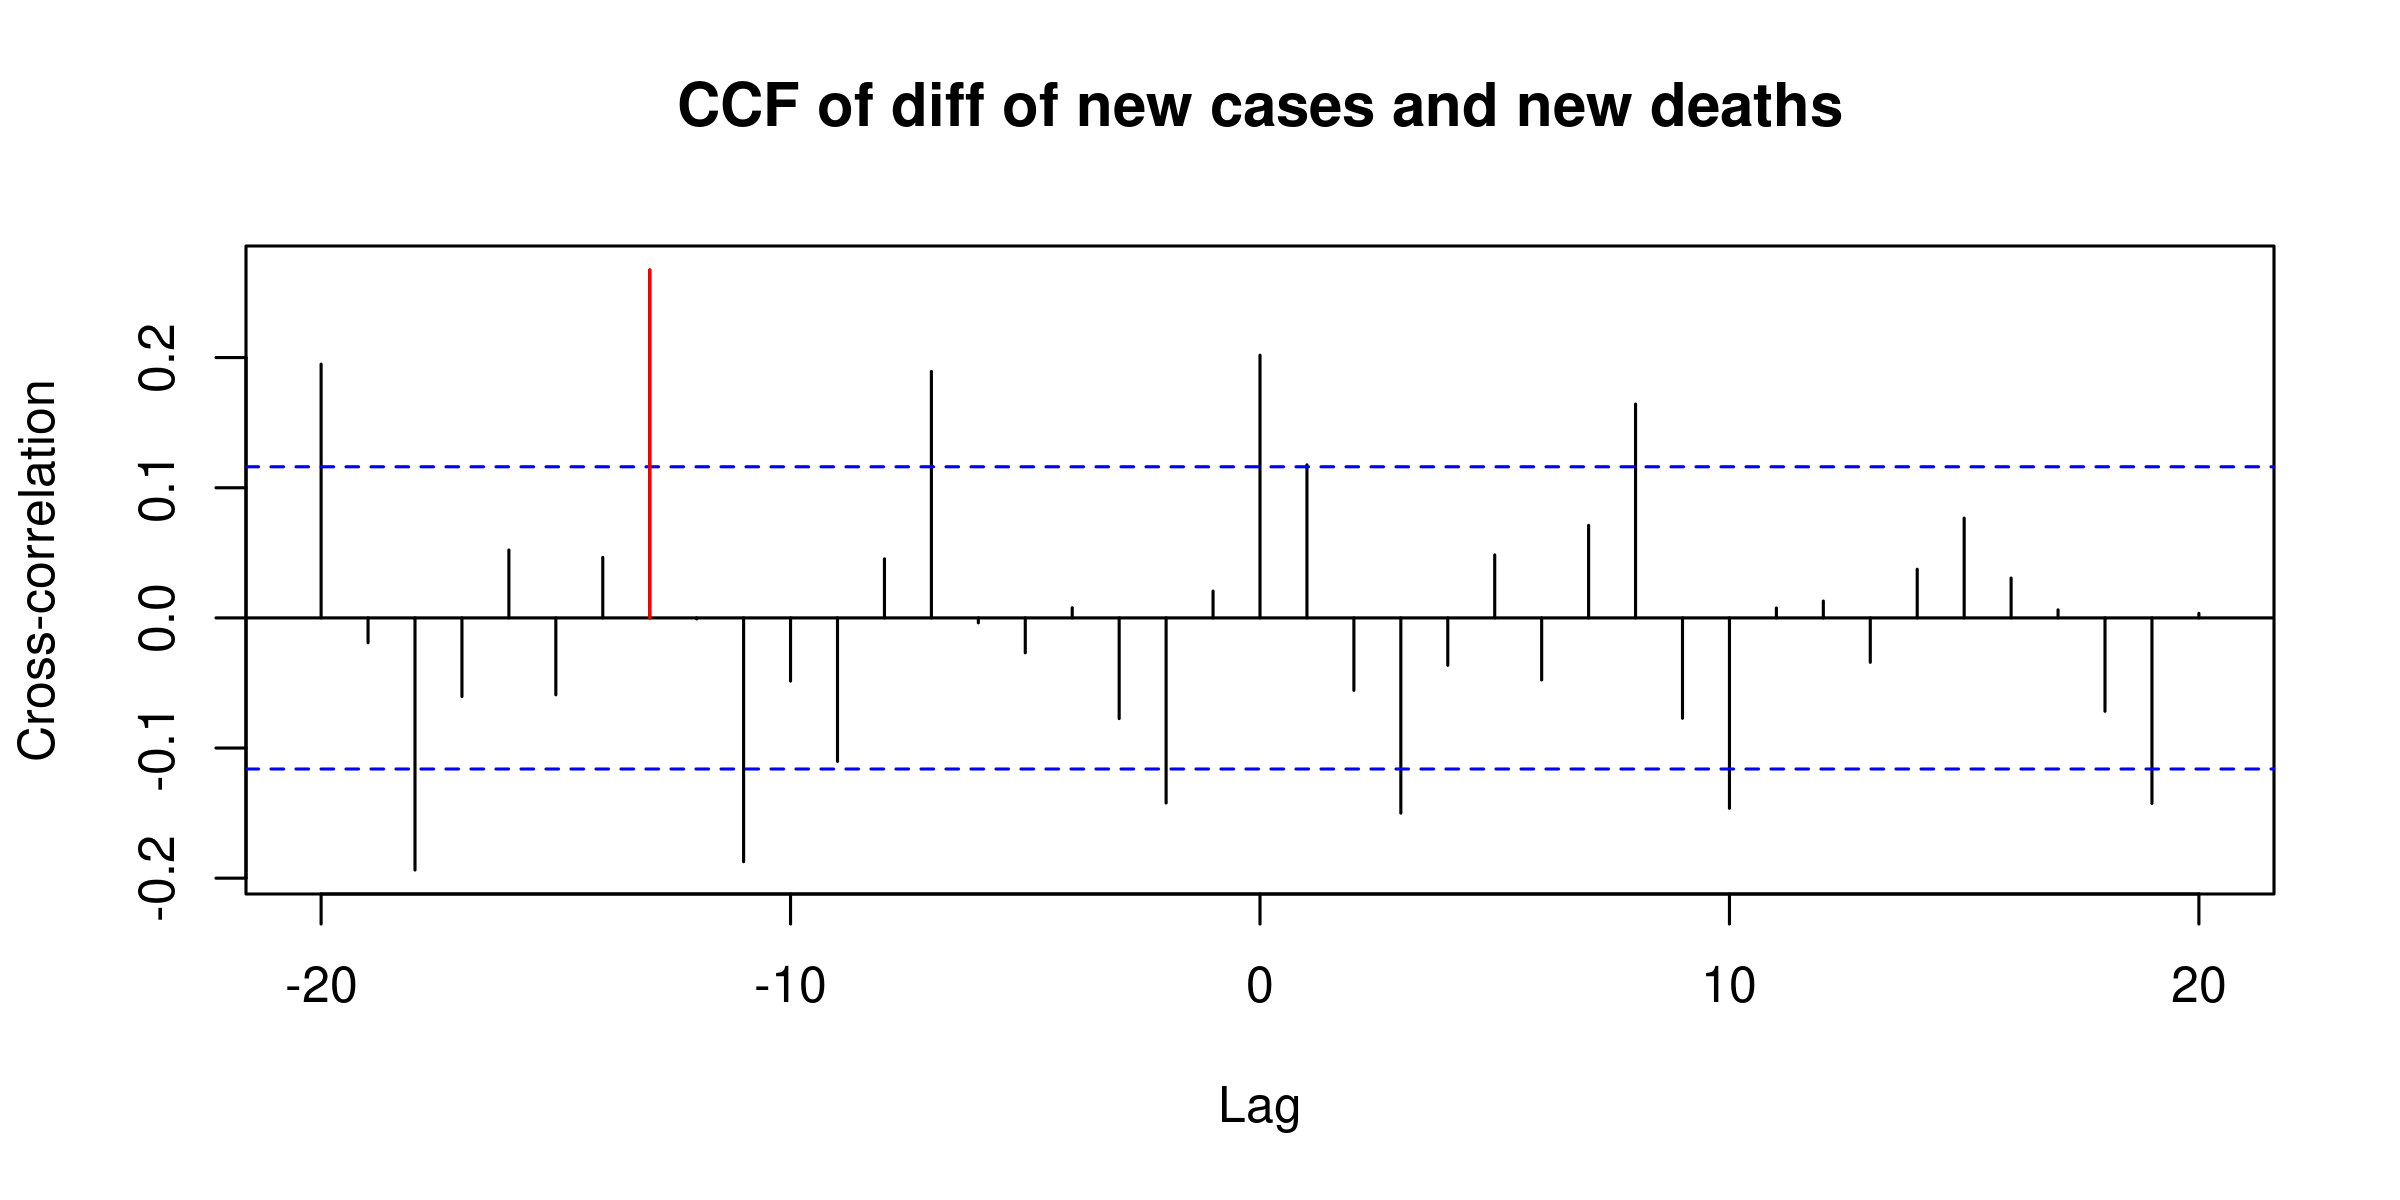 CCF of diff of new cases and new deaths
Cross-correlation
0.2
0.1
0.0
-0.1
-0.2
-20 -10 0 10 20
Lag